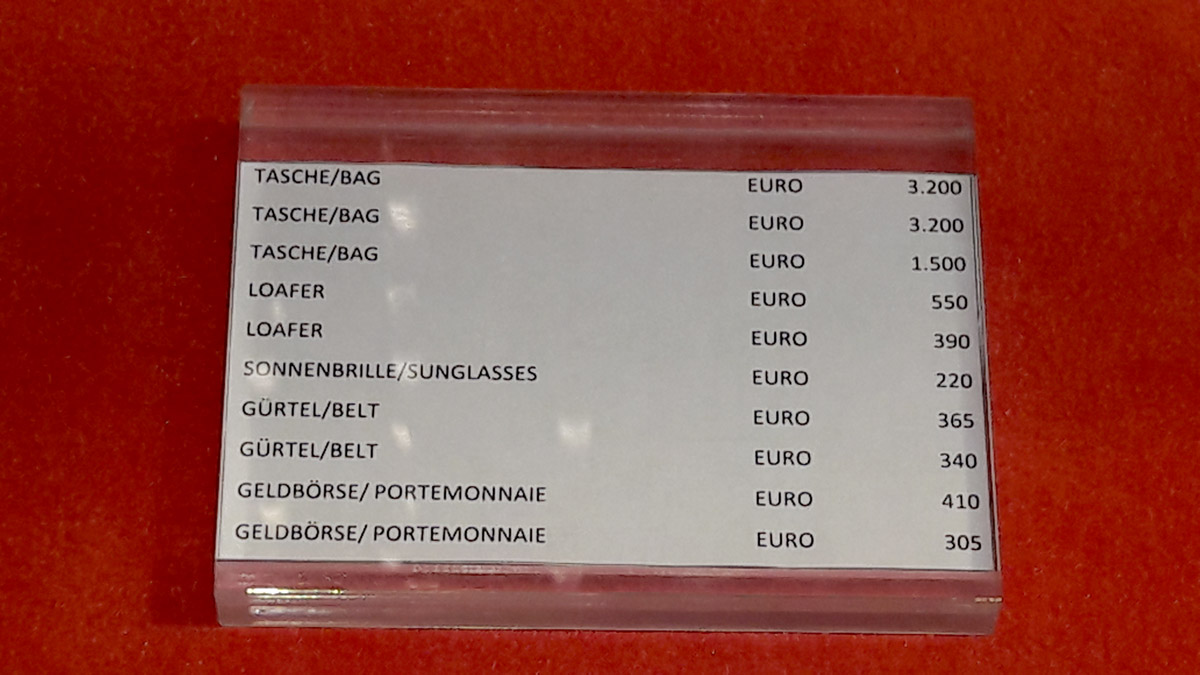 TASCHE/BAG EURO 3.200
TASCHE/BAG EURO 3.200
TASCHE/BAG EURO 1.500
LOAFER EURO 550
LOAFER EURO 390
SONNENBRILLE/SUNGLASSES EURO 220
GÜRTEL/BELT EURO 365
GÜRTEL/BELT EURO 340
GELDBÖRSE/ PORTEMONNAIE EURO 410
GELDBÖRSE/ PORTEMONNAIE EURO 305